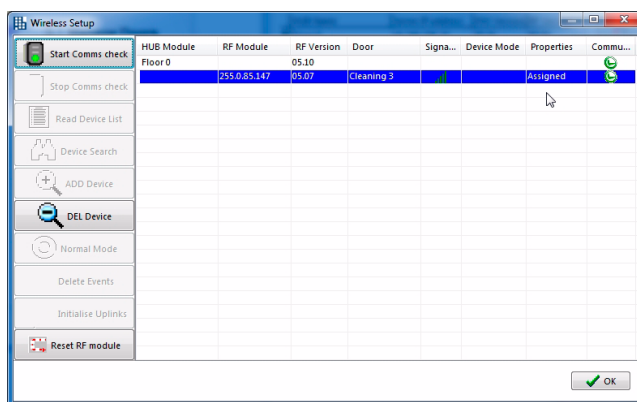 Wireless Setup
Start Comms check
Stop Comms check
Read Device List
Device Search
ADD Device
DEL Device
Normal Mode
Delete Events
Initialise Uplinks
Reset RF module
HUB Module RF Module RF Version Door Signa... Device Mode Properties Commu...
Floor 0 05.10
255.0.85.147 05.07 Cleaning 3 Assigned
OK